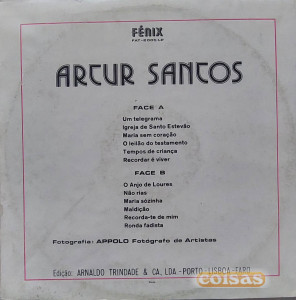 FÉNIX
ARTUR SANTOS
FACE A
Um telegrama
Igreja de Santo Estevão
Maria sem coração
O leilão do testamento
Tempos de criança
Recordar é viver
FACE B
O Anjo de Loures
Não rias
Maria sózinha
Maldição
Recorda-te de mim
Ronda fadista
Fotografia: APPOLO Fotógrafo de Artistas
Edição: ARNALDO TRINDADE & CA, LDA - PORTO - LISBOA - FARO
coisas